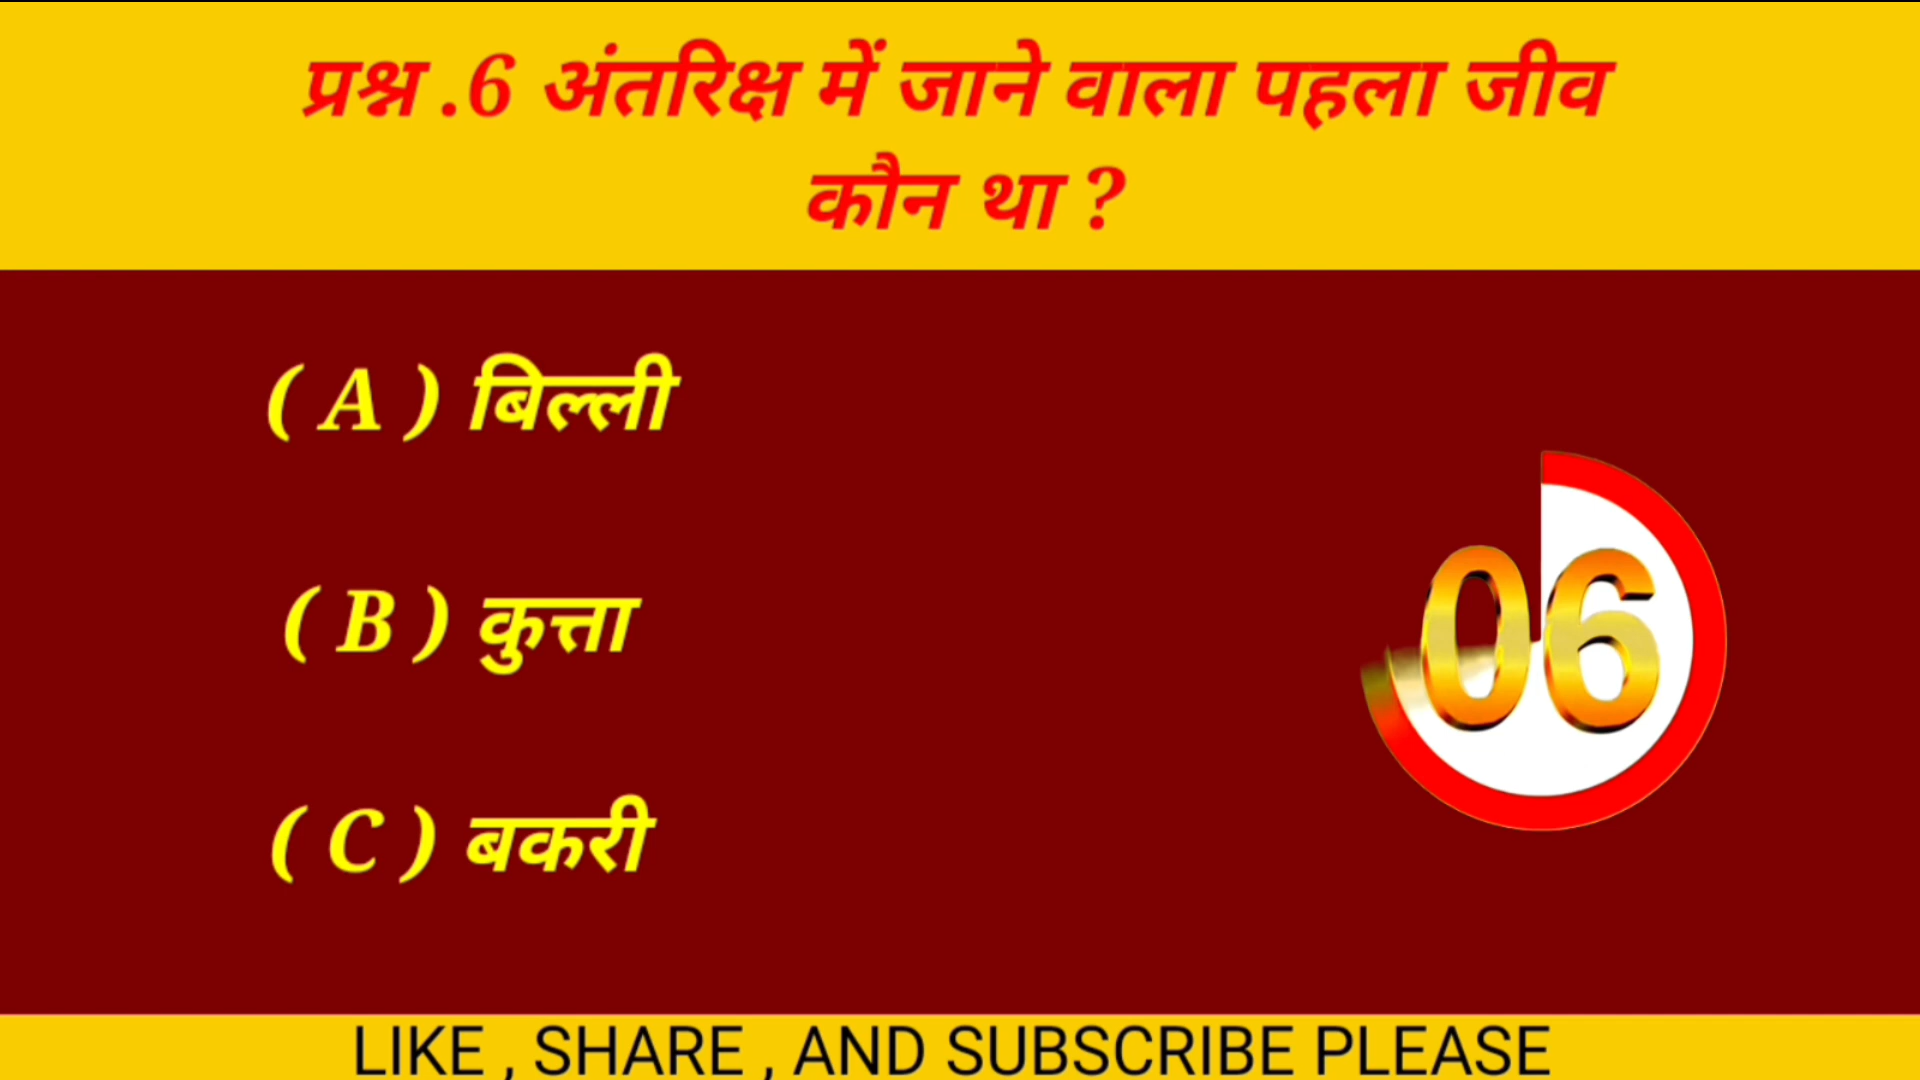 प्रश्न .6 अंतरिक्ष में जाने वाला पहला जीव
कौन था ?
( A ) बिल्ली
( B ) कुत्ता
06
( C ) बकरी
LIKE , SHARE , AND SUBSCRIBE PLEASE